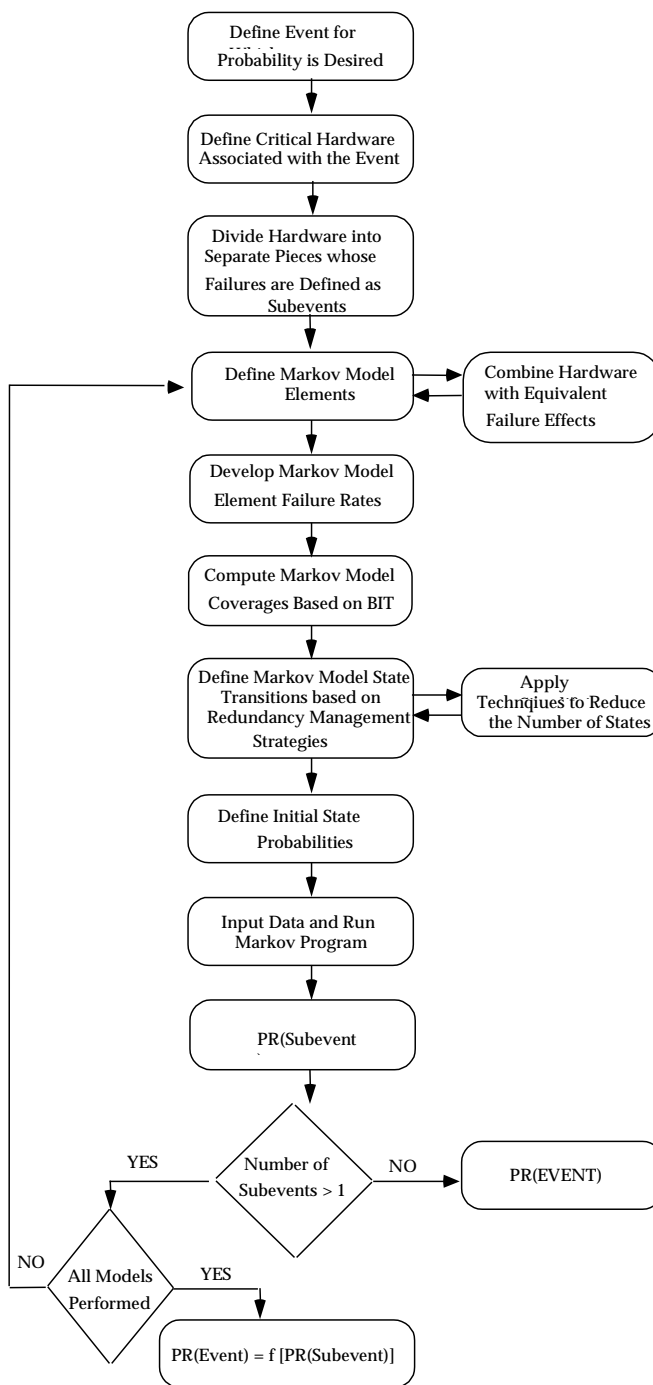 Define Event for
Probability is Desired
Define Critical Hardware
Associated with the Event
Divide Hardware into
Separate Pieces whose
Failures are Defined as
Subevents
Define Markov Model
Elements
Combine Hardware
with Equivalent
Failure Effects
Develop Markov Model
Element Failure Rates
Compute Markov Model
Coverages Based on BIT
Define Markov Model State
Transitions based on
Redundancy Management
Strategies
Apply
Technqiues to Reduce
the Number of States
Define Initial State
Probabilities
Input Data and Run
Markov Program
PR(Subevent
YES
Number of
Subevents > 1
NO
PR(EVENT)
NO
All Models
Performed
YES
PR(Event) = f [PR(Subevent)]